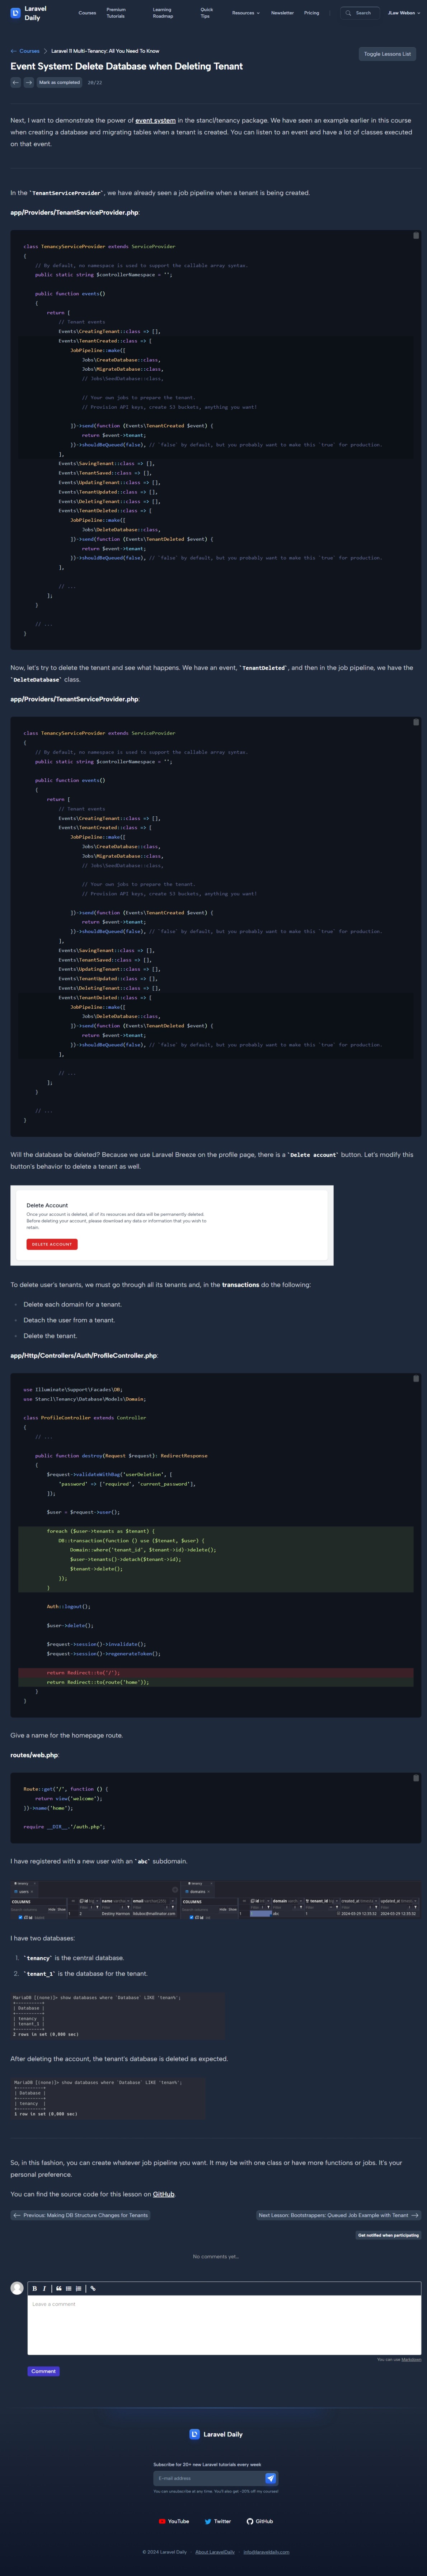 Laravel Daily
Courses
Premium Tutorials
Learning Roadmap
Quick Tips
Resources
Newsletter
Pricing
Search
JLaw Webon
Courses
Laravel 11 Multi-Tenancy: All You Need To Know
Toggle Lessons List
Event System: Delete Database when Deleting Tenant
Mark as completed
20/22
Next, I want to demonstrate the power of event system in the stancl/tenancy package. We have seen an example earlier in this course
when creating a database and migrating tables when a tenant is created. You can listen to an event and have a lot of classes executed
on that event.
In the `TenantServiceProvider`, we have already seen a job pipeline when a tenant is being created.
app/Providers/TenantServiceProvider.php:
class TenancyServiceProvider extends ServiceProvider
{
// By default, no namespace is used to support the callable array syntax.
public static string $controllerNamespace = '';
public function events()
{
return [
// Tenant events
Events\CreatingTenant::class => [],
Events\TenantCreated::class => [
JobPipeline::make([
Jobs\CreateDatabase::class,
Jobs\MigrateDatabase::class,
// Jobs\SeedDatabase::class,
// Your own jobs to prepare the tenant.
// Provision API keys, create S3 buckets, anything you want!
])->send(function (Events\TenantCreated $event) {
return $event->tenant;
})->shouldBeQueued(false), // `false` by default, but you probably want to make this `true` for production.
],
Events\SavingTenant::class => [],
Events\TenantSaved::class => [],
Events\UpdatingTenant::class => [],
Events\TenantUpdated::class => [],
Events\DeletingTenant::class => [],
Events\TenantDeleted::class => [
JobPipeline::make([
Jobs\DeleteDatabase::class,
])->send(function (Events\TenantDeleted $event) {
return $event->tenant;
})->shouldBeQueued(false), // `false` by default, but you probably want to make this `true` for production.
],
// ...
];
}
// ...
}
Now, let's try to delete the tenant and see what happens. We have an event, `TenantDeleted`, and then in the job pipeline, we have the
`DeleteDatabase` class.
app/Providers/TenantServiceProvider.php:
class TenancyServiceProvider extends ServiceProvider
{
// By default, no namespace is used to support the callable array syntax.
public static string $controllerNamespace = '';
public function events()
{
return [
// Tenant events
Events\CreatingTenant::class => [],
Events\TenantCreated::class => [
JobPipeline::make([
Jobs\CreateDatabase::class,
Jobs\MigrateDatabase::class,
// Jobs\SeedDatabase::class,
// Your own jobs to prepare the tenant.
// Provision API keys, create S3 buckets, anything you want!
])->send(function (Events\TenantCreated $event) {
return $event->tenant;
})->shouldBeQueued(false), // `false` by default, but you probably want to make this `true` for production.
],
Events\SavingTenant::class => [],
Events\TenantSaved::class => [],
Events\UpdatingTenant::class => [],
Events\TenantUpdated::class => [],
Events\DeletingTenant::class => [],
Events\TenantDeleted::class => [
JobPipeline::make([
Jobs\DeleteDatabase::class,
])->send(function (Events\TenantDeleted $event) {
return $event->tenant;
})->shouldBeQueued(false), // `false` by default, but you probably want to make this `true` for production.
],
// ...
];
}
// ...
}
Will the database be deleted? Because we use Laravel Breeze on the profile page, there is a `Delete account` button. Let's modify this
button's behavior to delete a tenant as well.
Delete Account
Once your account is deleted, all of its resources and data will be permanently deleted.
Before deleting your account, please download any data or information that you wish to
retain.
DELETE ACCOUNT
To delete user's tenants, we must go through all its tenants and, in the transactions do the following:
Delete each domain for a tenant.
Detach the user from a tenant.
Delete the tenant.
app/Http/Controllers/Auth/ProfileController.php:
use Illuminate\Support\Facades\DB;
use Stancl\Tenancy\Database\Models\Domain;
class ProfileController extends Controller
{
// ...
public function destroy(Request $request): RedirectResponse
{
$request->validateWithBag('userDeletion', [
'password' => ['required', 'current_password'],
]);
$user = $request->user();
foreach ($user->tenants as $tenant) {
DB::transaction(function () use ($tenant, $user) {
Domain::where('tenant_id', $tenant->id)->delete();
$user->tenants()->detach($tenant->id);
$tenant->delete();
});
}
Auth::logout();
$user->delete();
$request->session()->invalidate();
$request->session()->regenerateToken();
return Redirect::to('/');
return Redirect::to(route('home'));
}
}
Give a name for the homepage route.
routes/web.php:
Route::get('/', function () {
return view('welcome');
})->name('home');
require __DIR__.'/auth.php';
I have registered with a new user with an `abc` subdomain.
users
COLUMNS
Hide Show
id
name
email
domains
COLUMNS
Hide Show
id
domain
tenant_id
created_at
updated_at
abc
1
2024-03-29 12:35:52
2024-03-29 12:35:52
I have two databases:
1. `tenancy` is the central database.
2. `tenant_1` is the database for the tenant.
MariaDB [(none)]> show databases where `Database` LIKE 'tenan%';
+----------+
| Database |
+----------+
| tenancy |
| tenant_1 |
+----------+
2 rows in set (0,000 sec)
After deleting the account, the tenant's database is deleted as expected.
MariaDB [(none)]> show databases where `Database` LIKE 'tenan%';
+----------+
| Database |
+----------+
| tenancy |
+----------+
1 row in set (0,000 sec)
So, in this fashion, you can create whatever job pipeline you want. It may be with one class or have more functions or jobs. It's your
personal preference.
You can find the source code for this lesson on GitHub.
Previous: Making DB Structure Changes for Tenants
Next Lesson: Bootstrappers: Queued Job Example with Tenant
Get notified when participating
No comments yet…
B I
Leave a comment
You can use Markdown
Comment
Laravel Daily
Subscribe for 20+ new Laravel tutorials every week
E-mail address
You can unsubscribe at any time. You'll also get -20% off my courses!
YouTube
Twitter
GitHub
© 2024 Laravel Daily · About LaravelDaily · info@laraveldaily.com